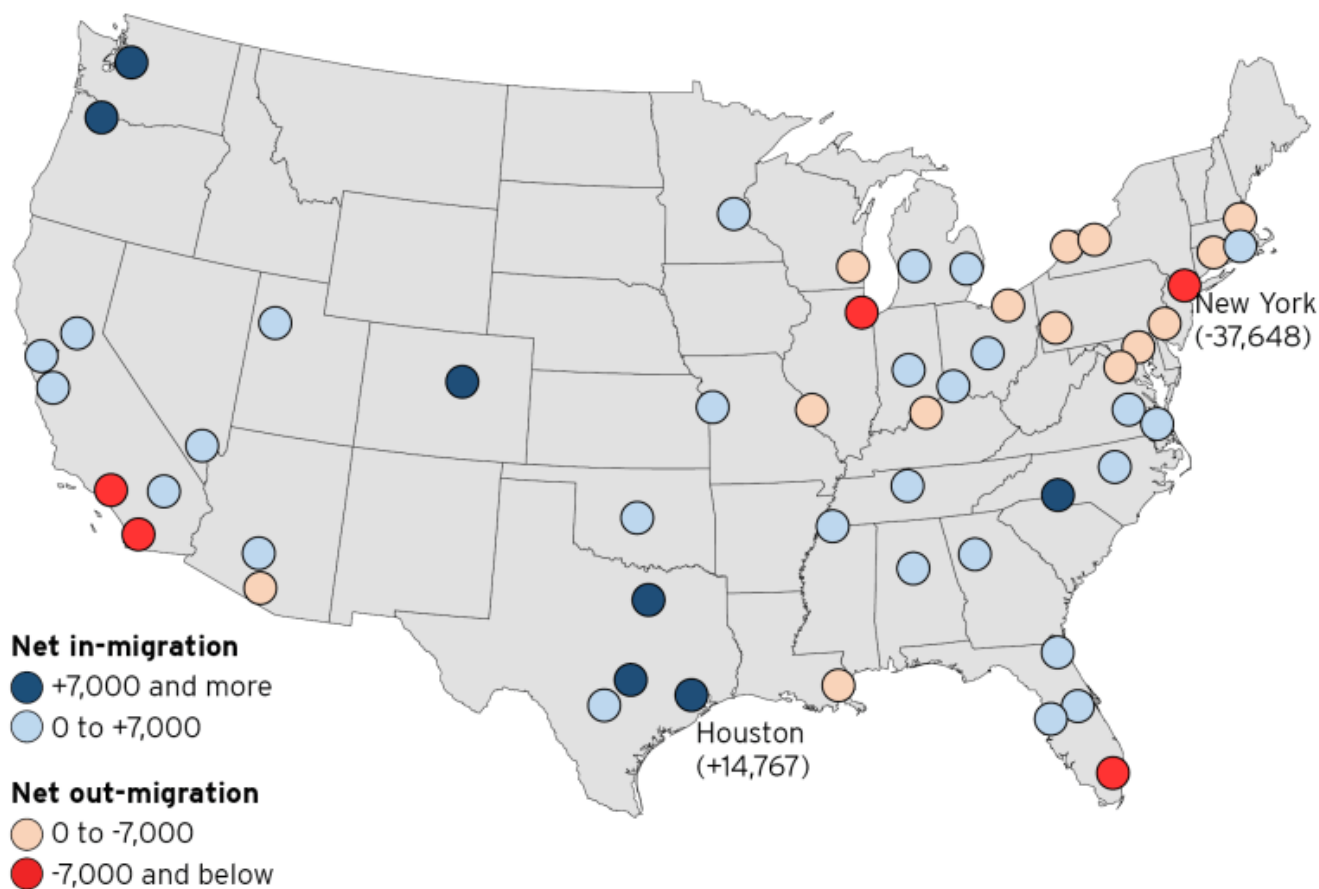 New York
(-37,648)
Houston
(+14,767)
Net in-migration
+7,000 and more
0 to +7,000
Net out-migration
0 to -7,000
-7,000 and below